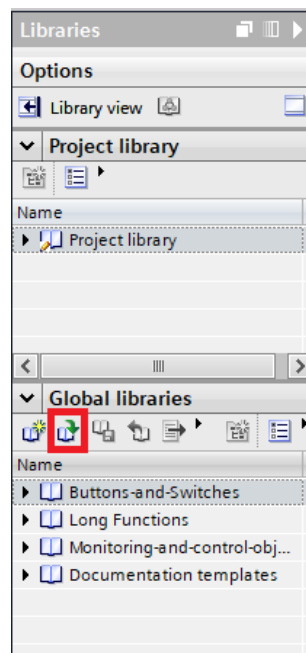 Libraries
Options
Library view
Project library
Name
Project library
Global libraries
Name
Buttons-and-Switches
Long Functions
Monitoring-and-control-obj...
Documentation templates